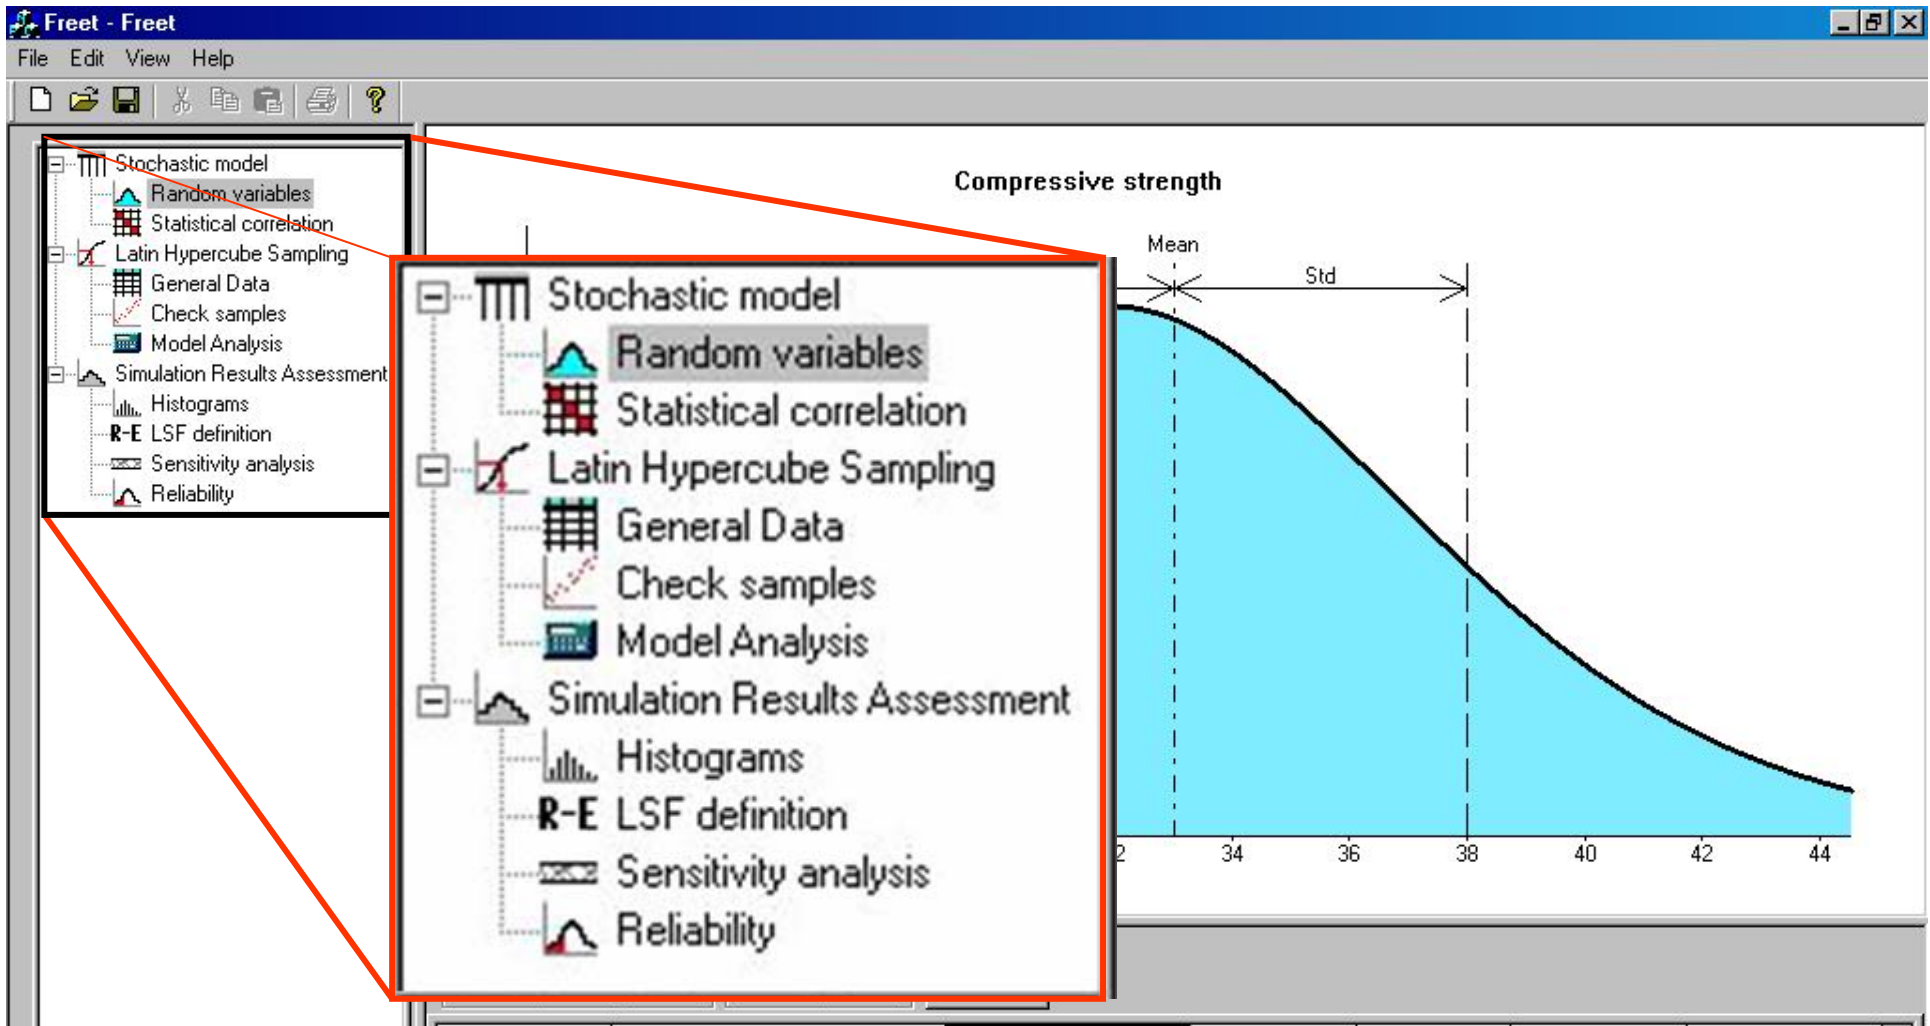 Freet - Freet
File Edit View Help
Stochastic model
Random variables
Statistical correlation
Latin Hypercube Sampling
General Data
Check samples
Model Analysis
Simulation Results Assessment
Histograms
R-E LSF definition
Sensitivity analysis
Reliability
Compressive strength
Mean
Std
Stochastic model
Random variables
Statistical correlation
Latin Hypercube Sampling
General Data
Check samples
Model Analysis
Simulation Results Assessment
Histograms
R-E LSF definition
Sensitivity analysis
Reliability
2 34 36 38 40 42 44